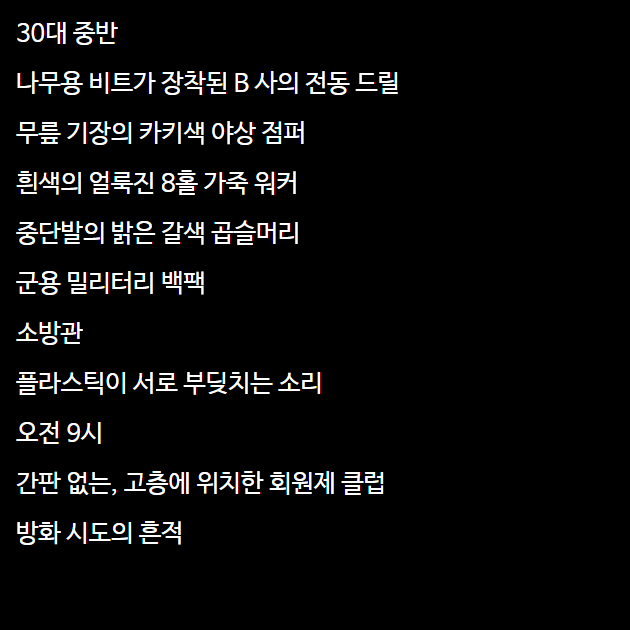 30대 중반
나무용 비트가 장착된 B 사의 전동 드릴
무릎 기장의 카키색 야상 점퍼
흰색의 얼룩진 8홀 가죽 워커
중단발의 밝은 갈색 곱슬머리
군용 밀리터리 백팩
소방관
플라스틱이 서로 부딪치는 소리
오전 9시
간판 없는, 고층에 위치한 회원제 클럽
방화 시도의 흔적